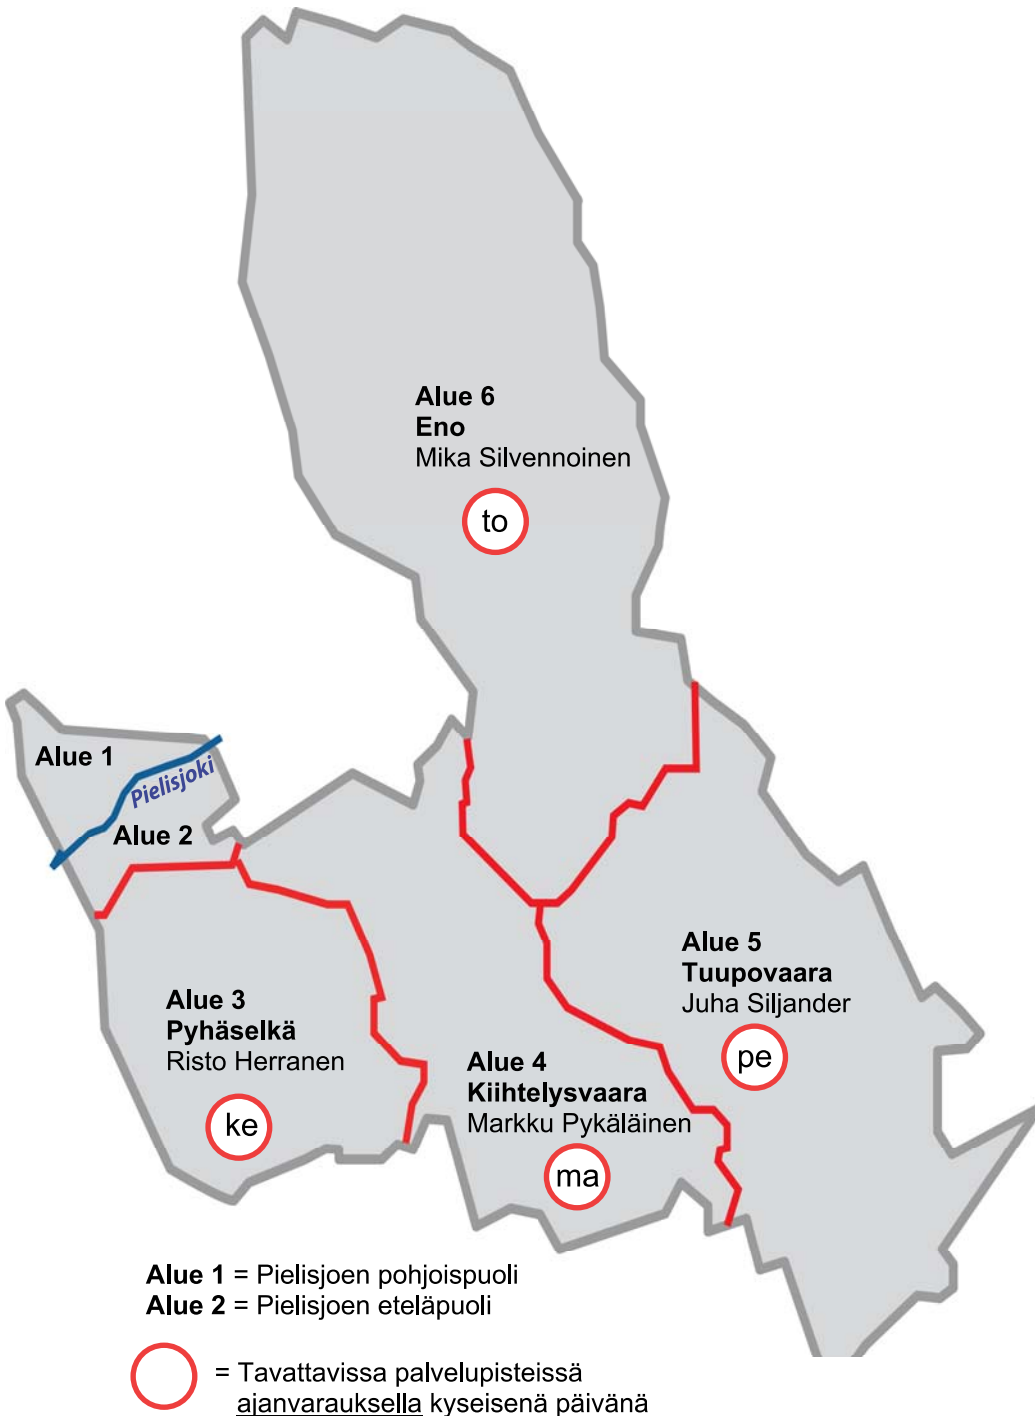 Alue 6
Eno
Mika Silvennoinen
to
Alue 1
Pielisjoki
Alue 2
Alue 3
Pyhäselkä
Risto Herranen
ke
Alue 4
Kiihtelysvaara
Markku Pykäläinen
ma
Alue 5
Tuupovaara
Juha Siljander
pe
Alue 1 = Pielisjoen pohjoispuoli
Alue 2 = Pielisjoen eteläpuoli
= Tavattavissa palvelupisteissä
ajanvarauksella kyseisenä päivänä